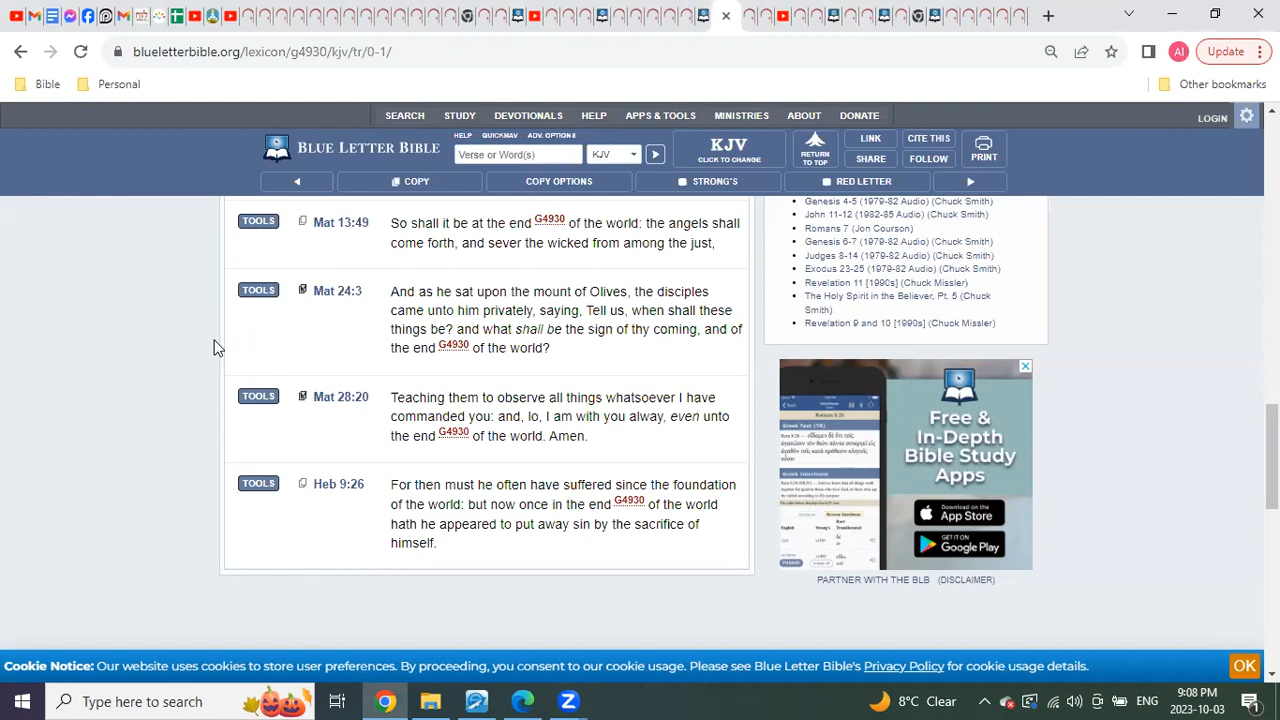 blueletterbible.org/lexicon/g4930/kjv/tr/0-1/
AI
Update
Bible
Personal
Other bookmarks
SEARCH STUDY DEVOTIONALS HELP APPS & TOOLS MINISTRIES ABOUT DONATE
LOGIN
BLUE LETTER BIBLE
HELP QUICKNAV ADV. OPTIONS
Verse or Word(s)
KJV
KJV
CLICK TO CHANGE
RETURN
TO TOP
LINK
CITE THIS
SHARE
FOLLOW
PRINT
COPY
COPY OPTIONS
STRONG'S
RED LETTER
TOOLS
Mat 13:49
So shall it be at the end G4930 of the world: the angels shall
come forth, and sever the wicked from among the just,
TOOLS
Mat 24:3
And as he sat upon the mount of Olives, the disciples
came unto him privately, saying, Tell us, when shall these
things be? and what shall be the sign of thy coming, and of
the end G4930 of the world?
TOOLS
Mat 28:20
Teaching them to observe all things whatsoever I have
commanded you: and, lo, I am with you alway, even unto
the end G4930 of the world. Amen.
TOOLS
Heb 9:26
For then must he often have suffered since the foundation
of the world: but now once in the end G4930 of the world
hath he appeared to put away sin by the sacrifice of
himself.
Genesis 4-5 (1979-82 Audio) (Chuck Smith)
John 11-12 (1982-85 Audio) (Chuck Smith)
Romans 7 (Jon Courson)
Genesis 6-7 (1979-82 Audio) (Chuck Smith)
Judges 8-14 (1979-82 Audio) (Chuck Smith)
Exodus 23-25 (1979-82 Audio) (Chuck Smith)
Revelation 11 [1990s] (Chuck Missler)
The Holy Spirit in the Believer, Pt. 5 (Chuck
Smith)
Revelation 9 and 10 [1990s] (Chuck Missler)
Free &
In-Depth
Bible Study
Apps
Download on the
App Store
GET IT ON
Google Play
PARTNER WITH THE BLB (DISCLAIMER)
Cookie Notice: Our website uses cookies to store user preferences. By proceeding, you consent to our cookie usage. Please see Blue Letter Bible's Privacy Policy for cookie usage details.
OK
Type here to search
8°C Clear
ENG
9:08 PM
2023-10-03